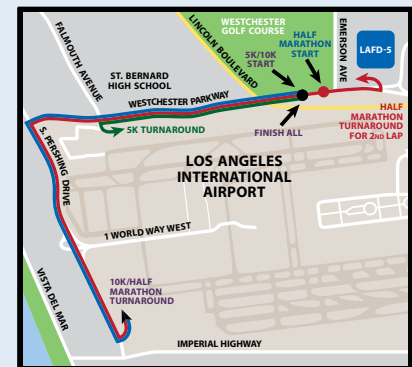 WESTCHESTER
GOLF COURSE
FALMOUTH AVENUE
LINCOLN BOULEVARD
5K/10K
START
HALF
MARATHON
START
EMERSON AVE
LAFD-5
ST. BERNARD
HIGH SCHOOL
WESTCHESTER PARKWAY
5K TURNAROUND
FINISH ALL
HALF
MARATHON
TURNAROUND
FOR 2ND LAP
S. PERSHING DRIVE
LOS ANGELES
INTERNATIONAL
AIRPORT
1 WORLD WAY WEST
VISTA DEL MAR
10K/HALF
MARATHON
TURNAROUND
IMPERIAL HIGHWAY